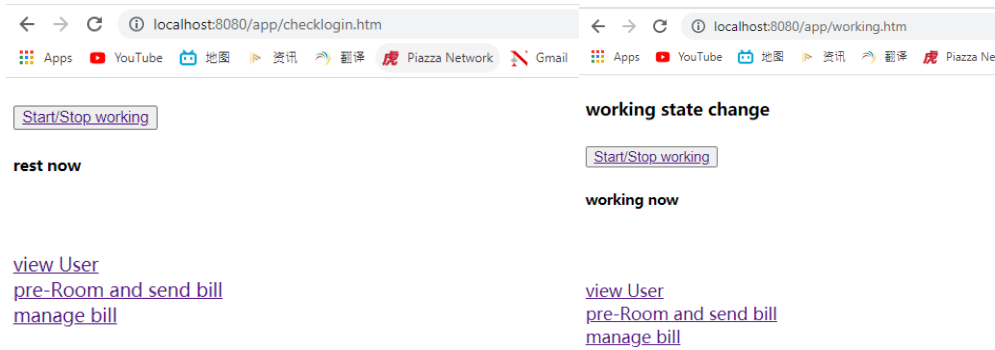 localhost:8080/app/checklogin.htm
Apps YouTube 地图 资讯 翻译 Piazza Network Gmail
Start/Stop working
rest now
view User
pre-Room and send bill
manage bill
localhost:8080/app/working.htm
Apps YouTube 地图 资讯 翻译 Piazza Ne
working state change
Start/Stop working
working now
view User
pre-Room and send bill
manage bill